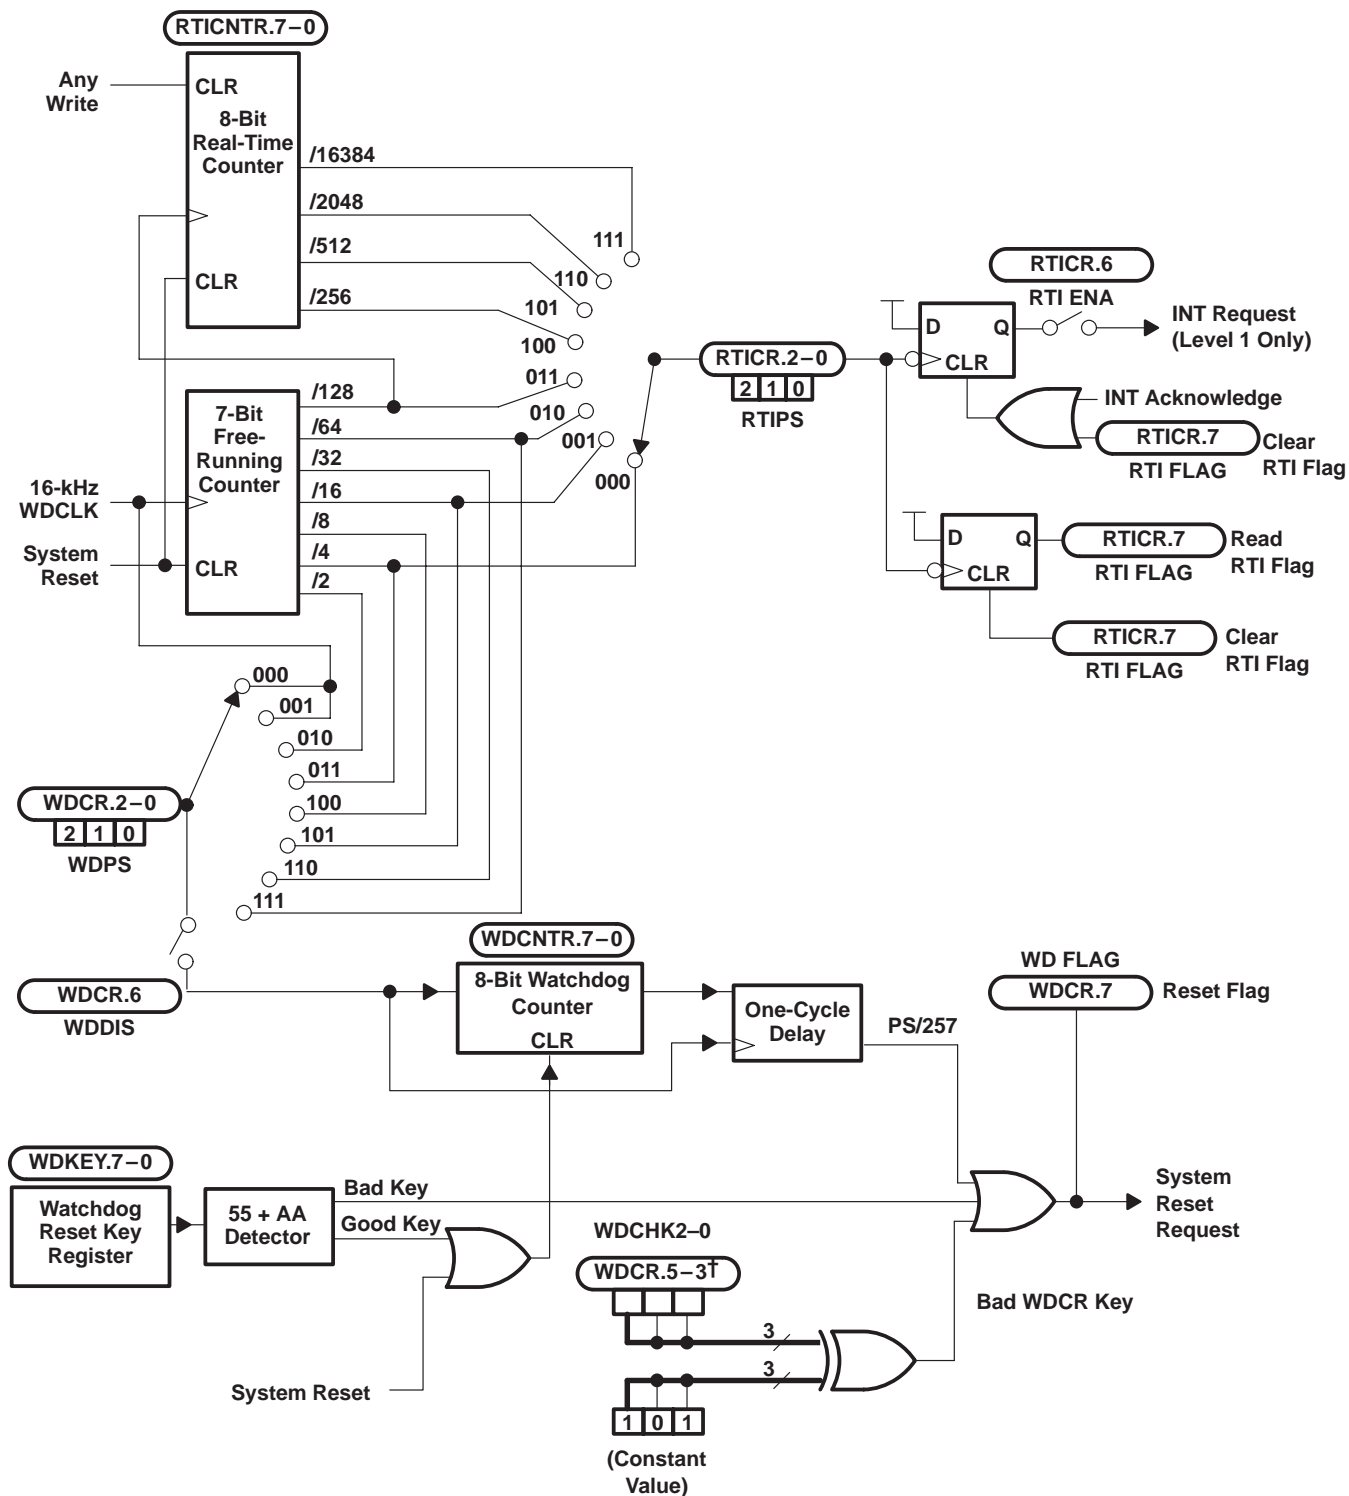 RTICNTR.7–0
Any
Write
CLR
8-Bit
Real-Time
Counter
CLR
/16384
/2048
/512
/256
111
110
101
100
011
010
001
000
7-Bit
Free-
Running
Counter
CLR
/128
/64
/32
/16
/8
/4
/2
16-kHz
WDCLK
System
Reset
RTICR.2–0
2 1 0
RTIPS
RTICR.6
RTI ENA
D Q
CLR
INT Request
(Level 1 Only)
INT Acknowledge
RTICR.7
RTI FLAG
Clear
RTI Flag
D Q
CLR
RTICR.7
RTI FLAG
Read
RTI Flag
RTICR.7
RTI FLAG
Clear
RTI Flag
000
001
010
011
100
101
110
111
WDCR.2–0
2 1 0
WDPS
WDCR.6
WDDIS
WDCNTR.7–0
8-Bit Watchdog
Counter
CLR
One-Cycle
Delay
PS/257
WD FLAG
WDCR.7
Reset Flag
WDKEY.7–0
Watchdog
Reset Key
Register
55 + AA
Detector
Bad Key
Good Key
System Reset
WDCHK2–0
WDCR.5–3†
3
3
1 0 1
(Constant
Value)
Bad WDCR Key
System
Reset
Request